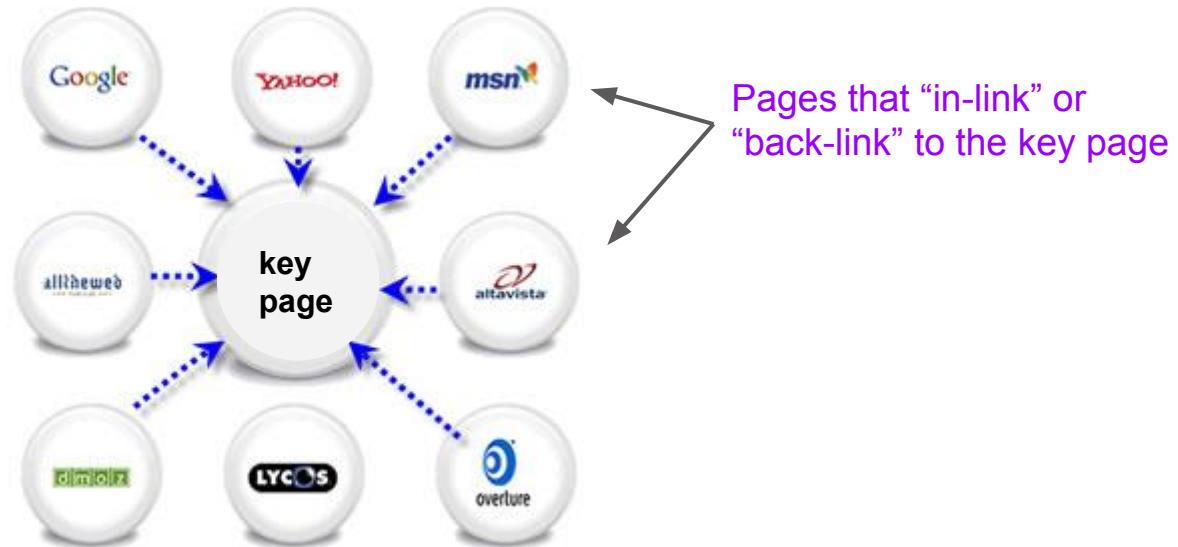 Google
YAHOO!
msn
Pages that “in-link” or
“back-link” to the key page
alltheweb
key
page
altavista
dmoz
LYCOS
overture